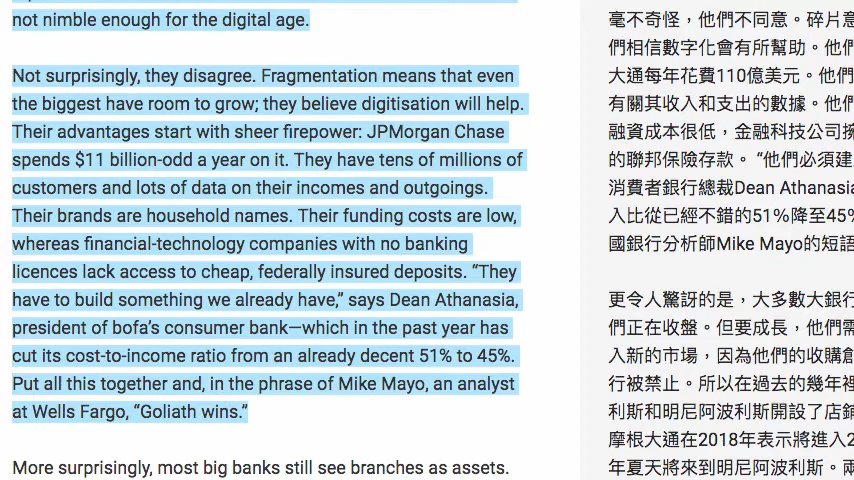 not nimble enough for the digital age.
Not surprisingly, they disagree. Fragmentation means that even
the biggest have room to grow; they believe digitisation will help.
Their advantages start with sheer firepower: JPMorgan Chase
spends $11 billion-odd a year on it. They have tens of millions of
customers and lots of data on their incomes and outgoings.
Their brands are household names. Their funding costs are low,
whereas financial-technology companies with no banking
licences lack access to cheap, federally insured deposits. “They
have to build something we already have,” says Dean Athanasia,
president of bofa’s consumer bank—which in the past year has
cut its cost-to-income ratio from an already decent 51% to 45%.
Put all this together and, in the phrase of Mike Mayo, an analyst
at Wells Fargo, “Goliath wins.”
More surprisingly, most big banks still see branches as assets.
毫不奇怪，他們不同意。碎片意
們相信數字化會有所幫助。他們
大通每年花費110億美元。他們
有關其收入和支出的數據。他們
融資成本很低，金融科技公司擁
的聯邦保險存款。 “他們必須建
消費者銀行總裁Dean Athanasia
入比從已經不錯的51％降至45％
國銀行分析師Mike Mayo的短語
更令人驚訝的是，大多數大銀行
們正在收盤。但要成長，他們需
入新的市場，因為他們的收購創
行被禁止。所以在過去的幾年裡
利斯和明尼阿波利斯開設了店鋪
摩根大通在2018年表示將進入2
年夏天將來到明尼阿波利斯。兩